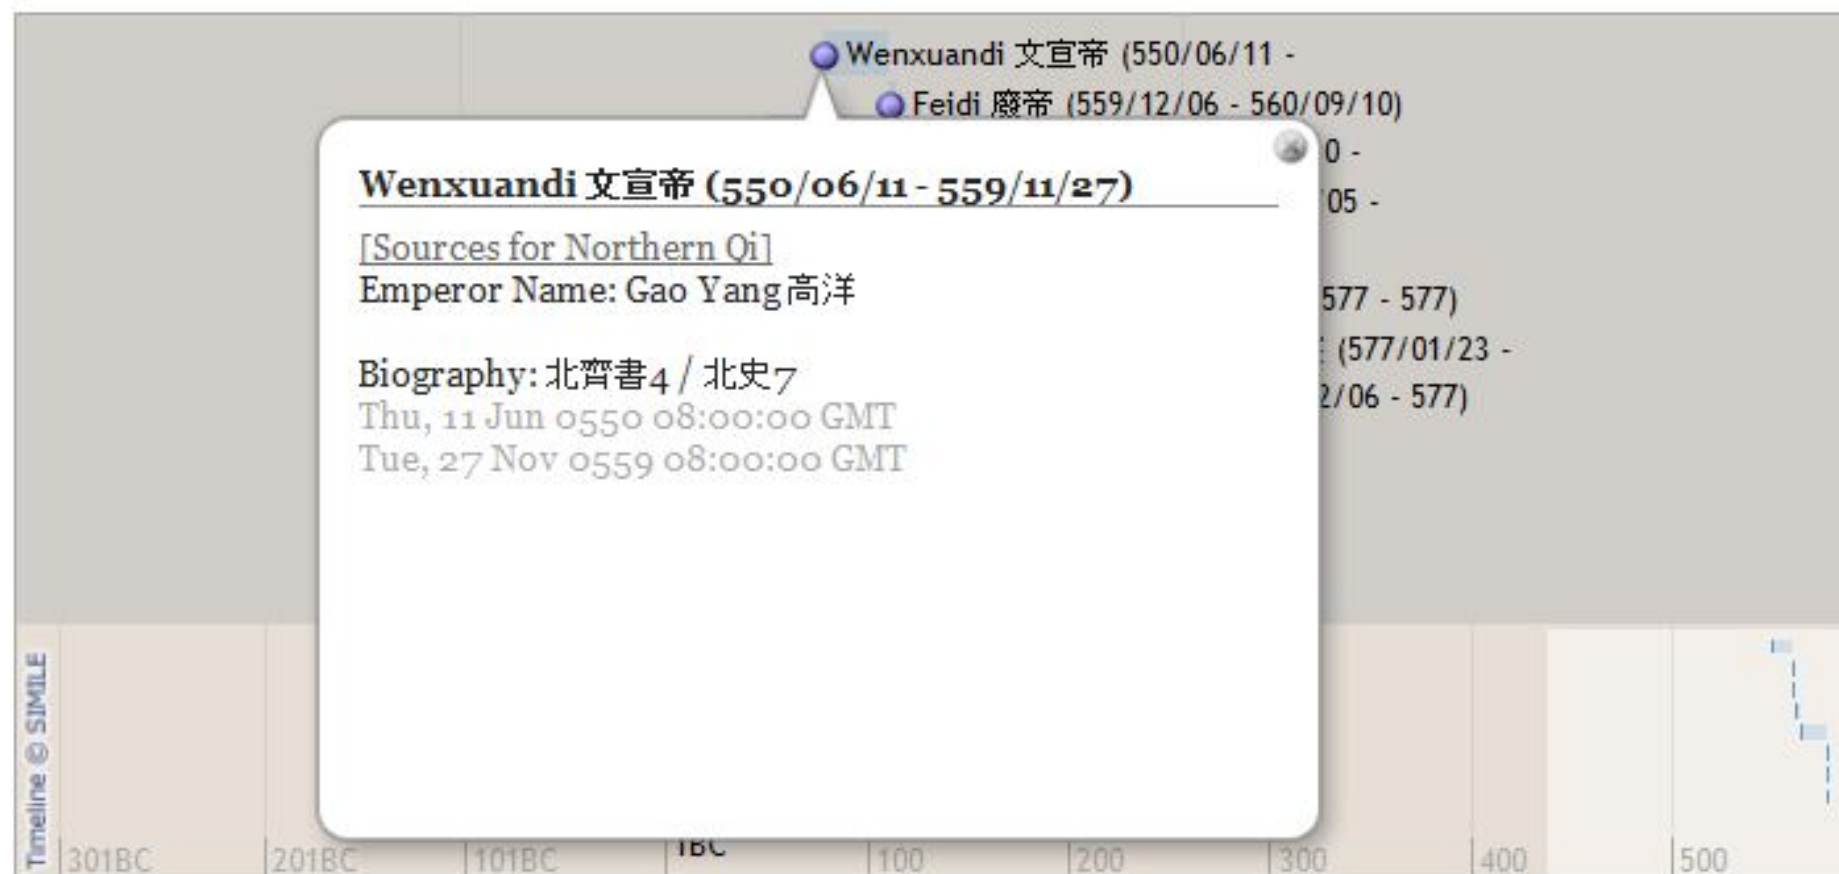 Wenxuandi 文宣帝 (550/06/11 -
Feidi 廢帝 (559/12/06 - 560/09/10)
0 -
05 -
577 - 577)
(577/01/23 -
2/06 - 577)
Wenxuandi 文宣帝 (550/06/11 - 559/11/27)
[Sources for Northern Qi]
Emperor Name: Gao Yang 高洋
Biography: 北齊書4 / 北史7
Thu, 11 Jun 0550 08:00:00 GMT
Tue, 27 Nov 0559 08:00:00 GMT
Timeline © SIMILE
301BC 201BC 101BC 1BC 100 200 300 400 500